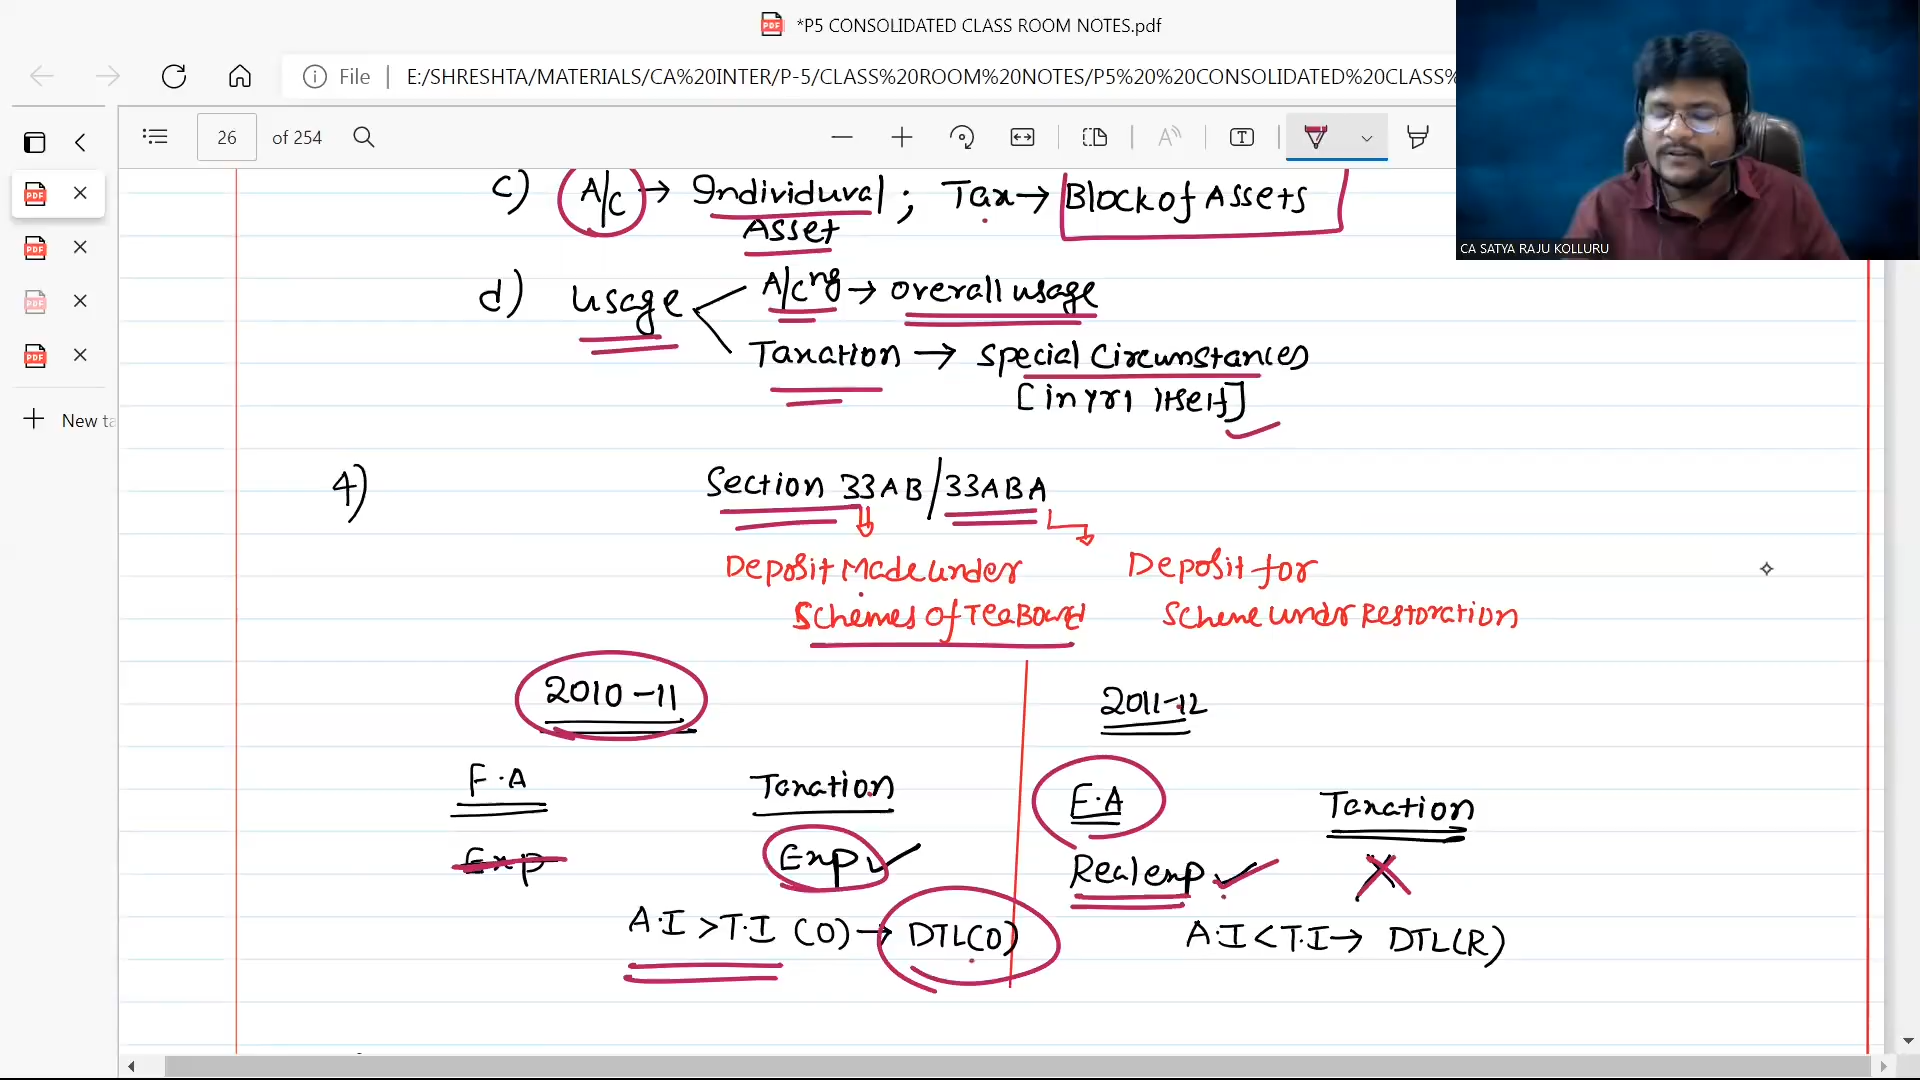 *P5 CONSOLIDATED CLASS ROOM NOTES.pdf
File | E:/SHRESHTA/MATERIALS/CA%20INTER/P-5/CLASS%20ROOM%20NOTES/P5%20%20CONSOLIDATED%20CLASS%
26 of 254
New ta
CA SATYA RAJU KOLLURU
c) A/c → Individuval Asset ; Tax → Block of Assets
d) usage
A/cng → overall usage
Taxation → special Circumstances
[in yr1 itself]
4) Section 33AB/33ABA
Deposit Made under Schemes of Tea Board
Deposit for Scheme under Restoration
2010-11
2011-12
F.A Taxation
F.A Taxation
Exp Exp ✓
Real exp ✓ X
A.I > T.I (O) → DTL(O)
A.I < T.I → DTL(R)